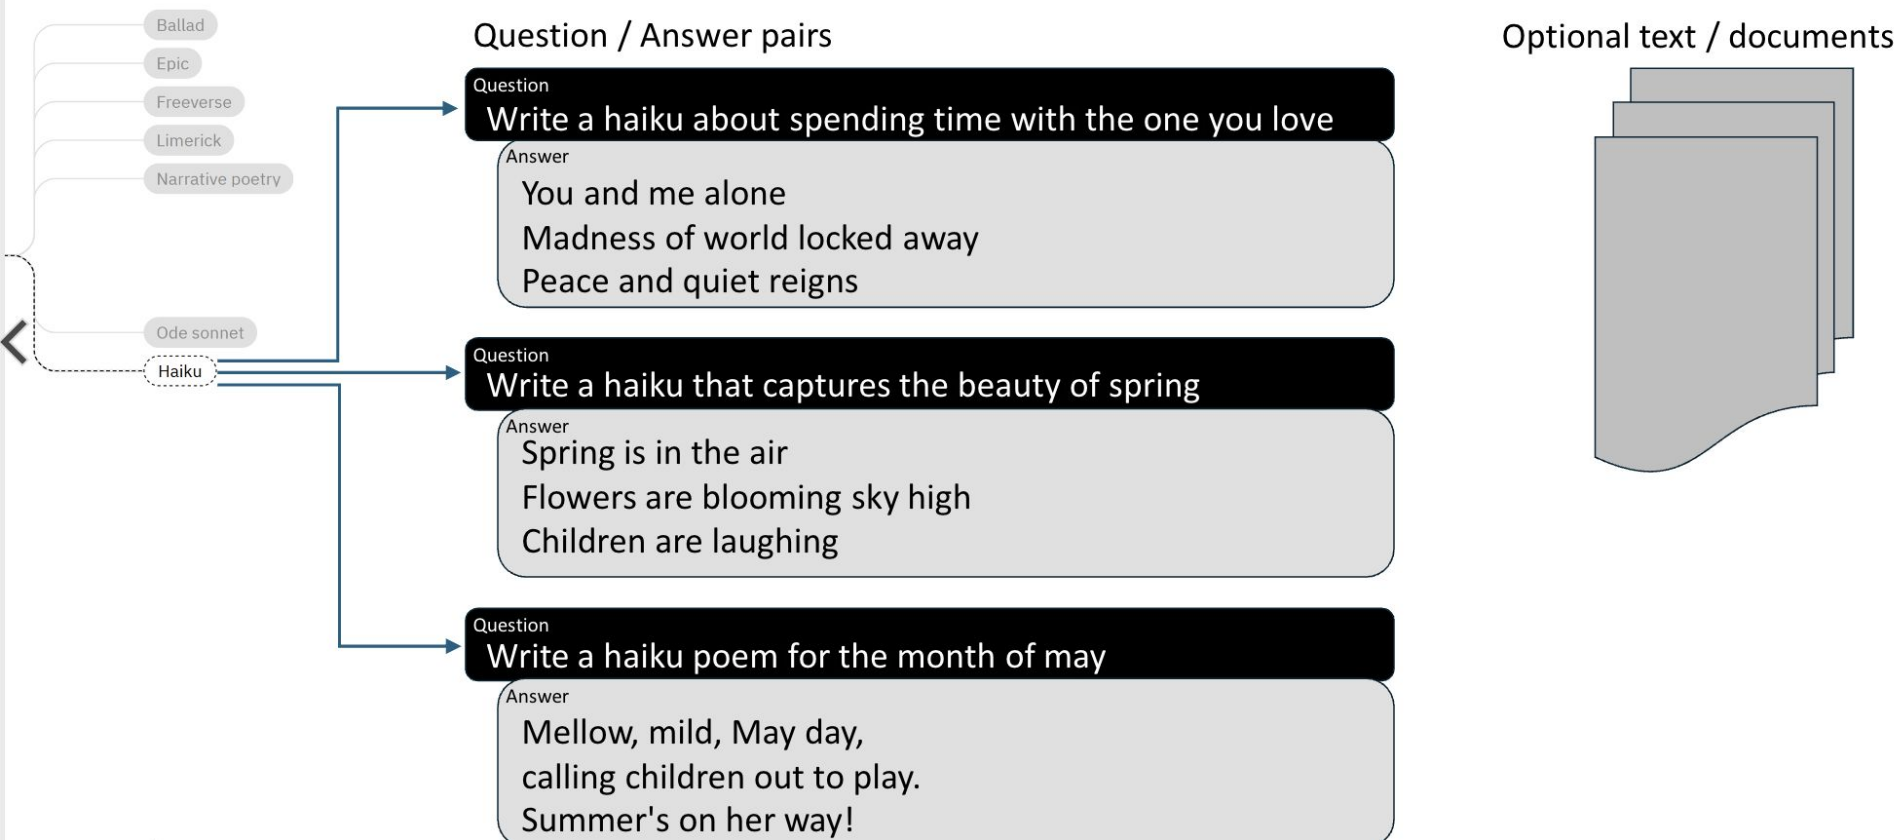 Ballad
Epic
Freeverse
Limerick
Narrative poetry
Ode sonnet
Haiku
Question / Answer pairs
Question
Write a haiku about spending time with the one you love
Answer
You and me alone
Madness of world locked away
Peace and quiet reigns
Question
Write a haiku that captures the beauty of spring
Answer
Spring is in the air
Flowers are blooming sky high
Children are laughing
Question
Write a haiku poem for the month of may
Answer
Mellow, mild, May day,
calling children out to play.
Summer's on her way!
Optional text / documents